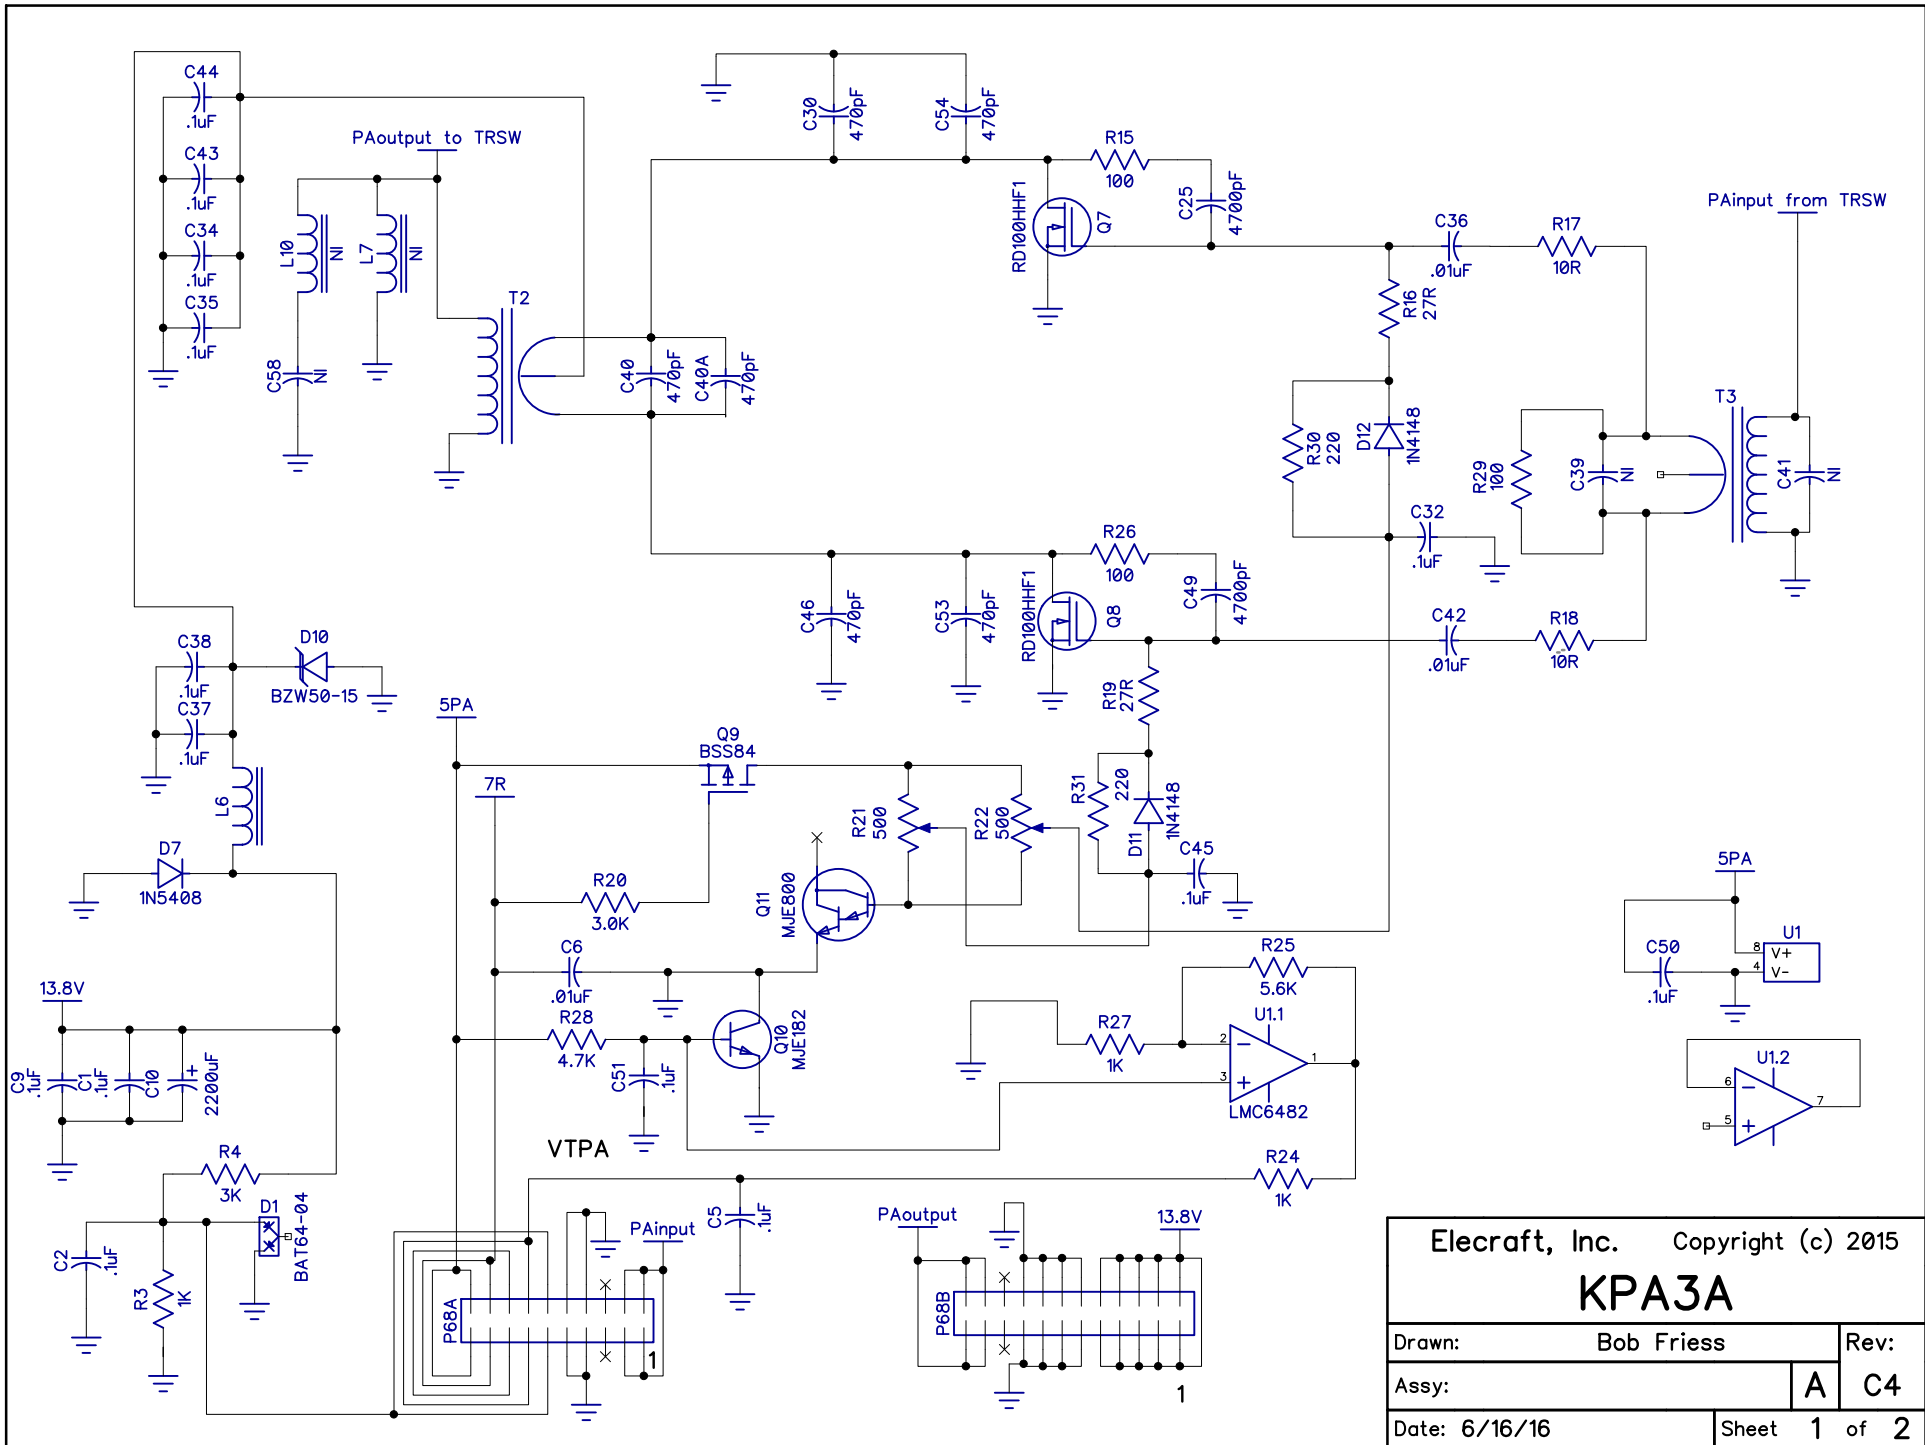 C44
.1uF
C43
.1uF
C34
.1uF
C35
.1uF
PAoutput to TRSW
L10
NI
L7
NI
C58
NI
T2
C30
470pF
C54
470pF
C40
470pF
C40A
470pF
R15
100
C25
4700pF
RD100HHF1
Q7
C36
.01uF
R17
10R
PAinput from TRSW
R16
27R
R30
220
D12
1N4148
C32
.1uF
R29
100
C39
NI
T3
C41
NI
R26
100
C49
4700pF
RD100HHF1
Q8
C46
470pF
C53
470pF
C42
.01uF
R18
10R
R19
27R
C38
.1uF
C37
.1uF
D10
BZW50-15
L6
D7
1N5408
5PA
7R
Q9
BSS84
R21
500
R22
500
R31
220
D11
1N4148
C45
.1uF
R20
3.0K
Q11
MJE800
C6
.01uF
R28
4.7K
C51
.1uF
Q10
MJE182
R25
5.6K
R27
1K
U1.1
2
3
1
LMC6482
R24
1K
5PA
C50
.1uF
U1
8 V+
4 V-
U1.2
6
5
7
13.8V
C9
.1uF
C1
.1uF
C10
2200uF
+
R4
3K
C2
.1uF
R3
1K
D1
BAT64-04
VTPA
C5
.1uF
PAinput
P68A
1
PAoutput
13.8V
P68B
1
Elecraft, Inc. Copyright (c) 2015
KPA3A
Drawn: Bob Friess Rev:
Assy: A C4
Date: 6/16/16 Sheet 1 of 2